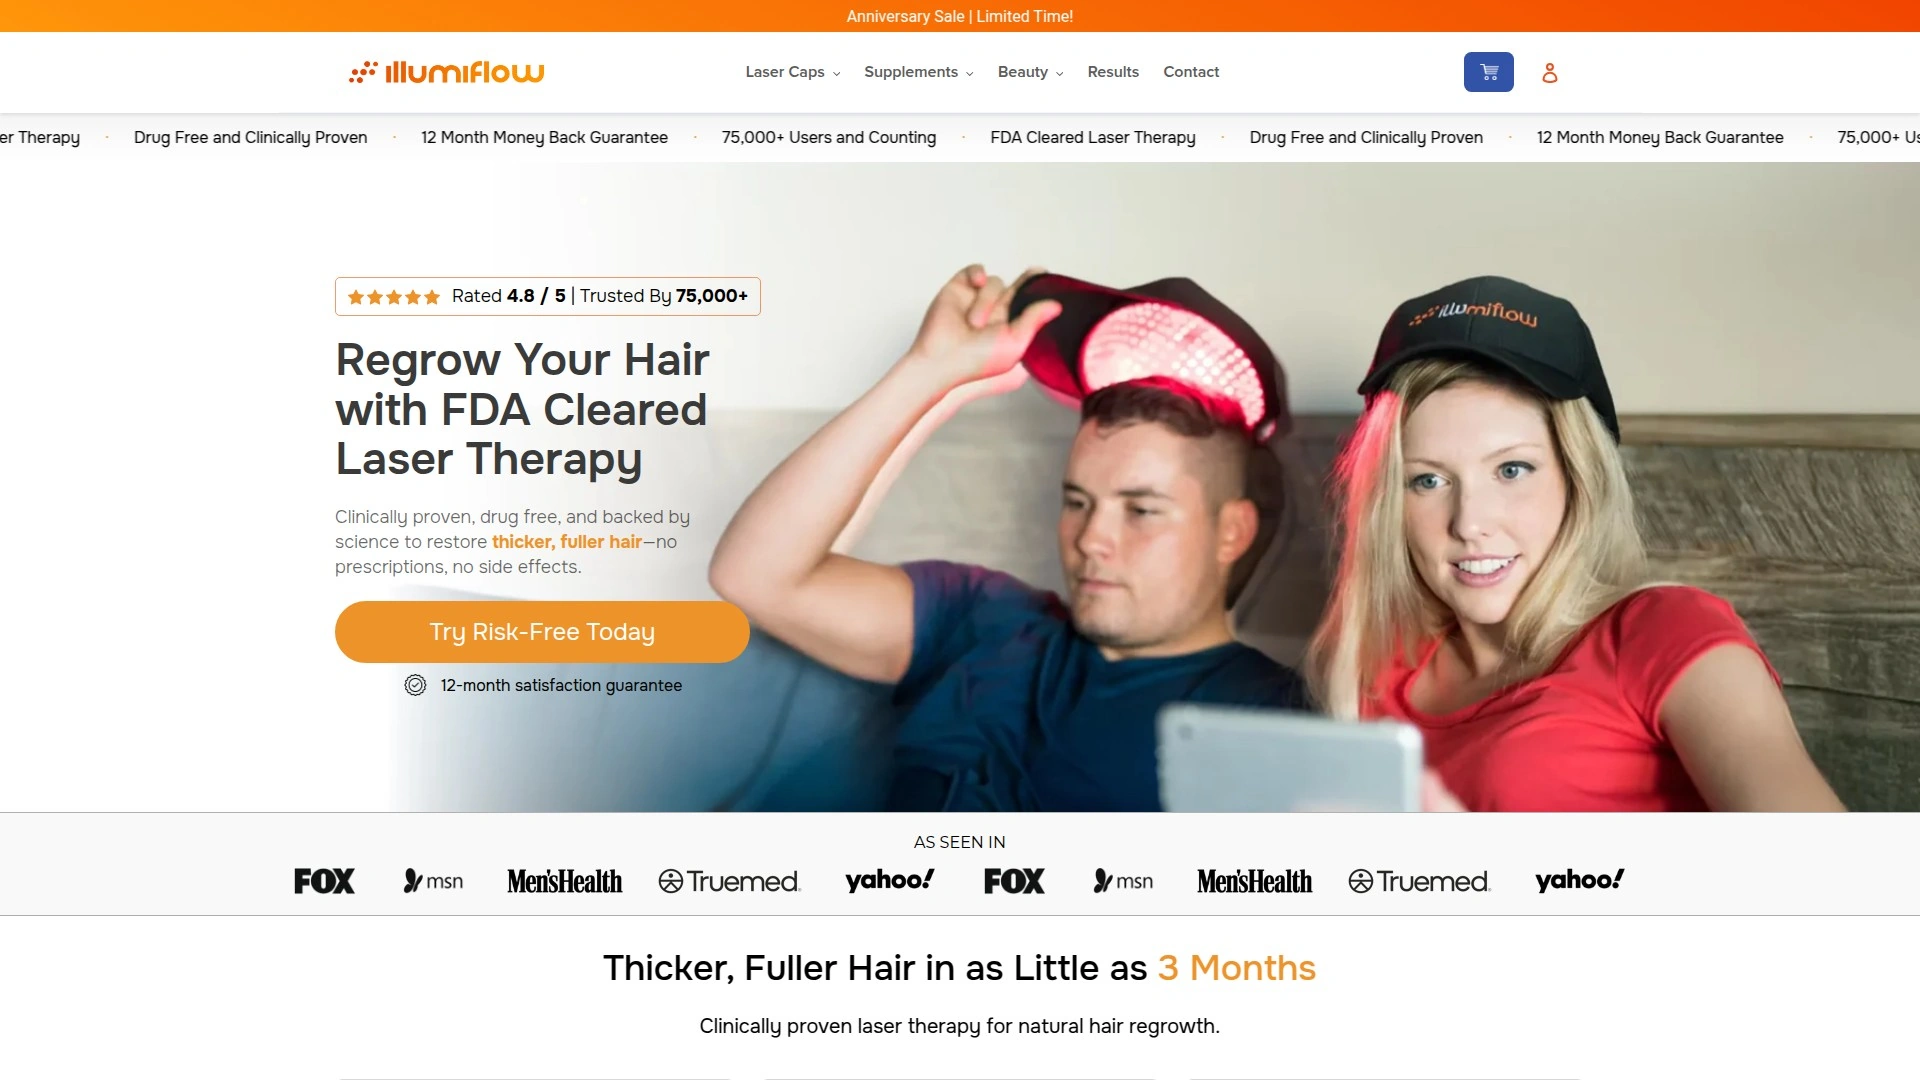 Anniversary Sale | Limited Time!
illumiflow
Laser Caps
Supplements
Beauty
Results
Contact
er Therapy · Drug Free and Clinically Proven · 12 Month Money Back Guarantee · 75,000+ Users and Counting · FDA Cleared Laser Therapy · Drug Free and Clinically Proven · 12 Month Money Back Guarantee · 75,000+ Us
Rated 4.8 / 5 | Trusted By 75,000+
Regrow Your Hair
with FDA Cleared
Laser Therapy
Clinically proven, drug free, and backed by
science to restore thicker, fuller hair—no
prescriptions, no side effects.
Try Risk-Free Today
12-month satisfaction guarantee
illumiflow
AS SEEN IN
FOX msn Men'sHealth Truemed. yahoo! FOX msn Men'sHealth Truemed. yahoo!
Thicker, Fuller Hair in as Little as 3 Months
Clinically proven laser therapy for natural hair regrowth.